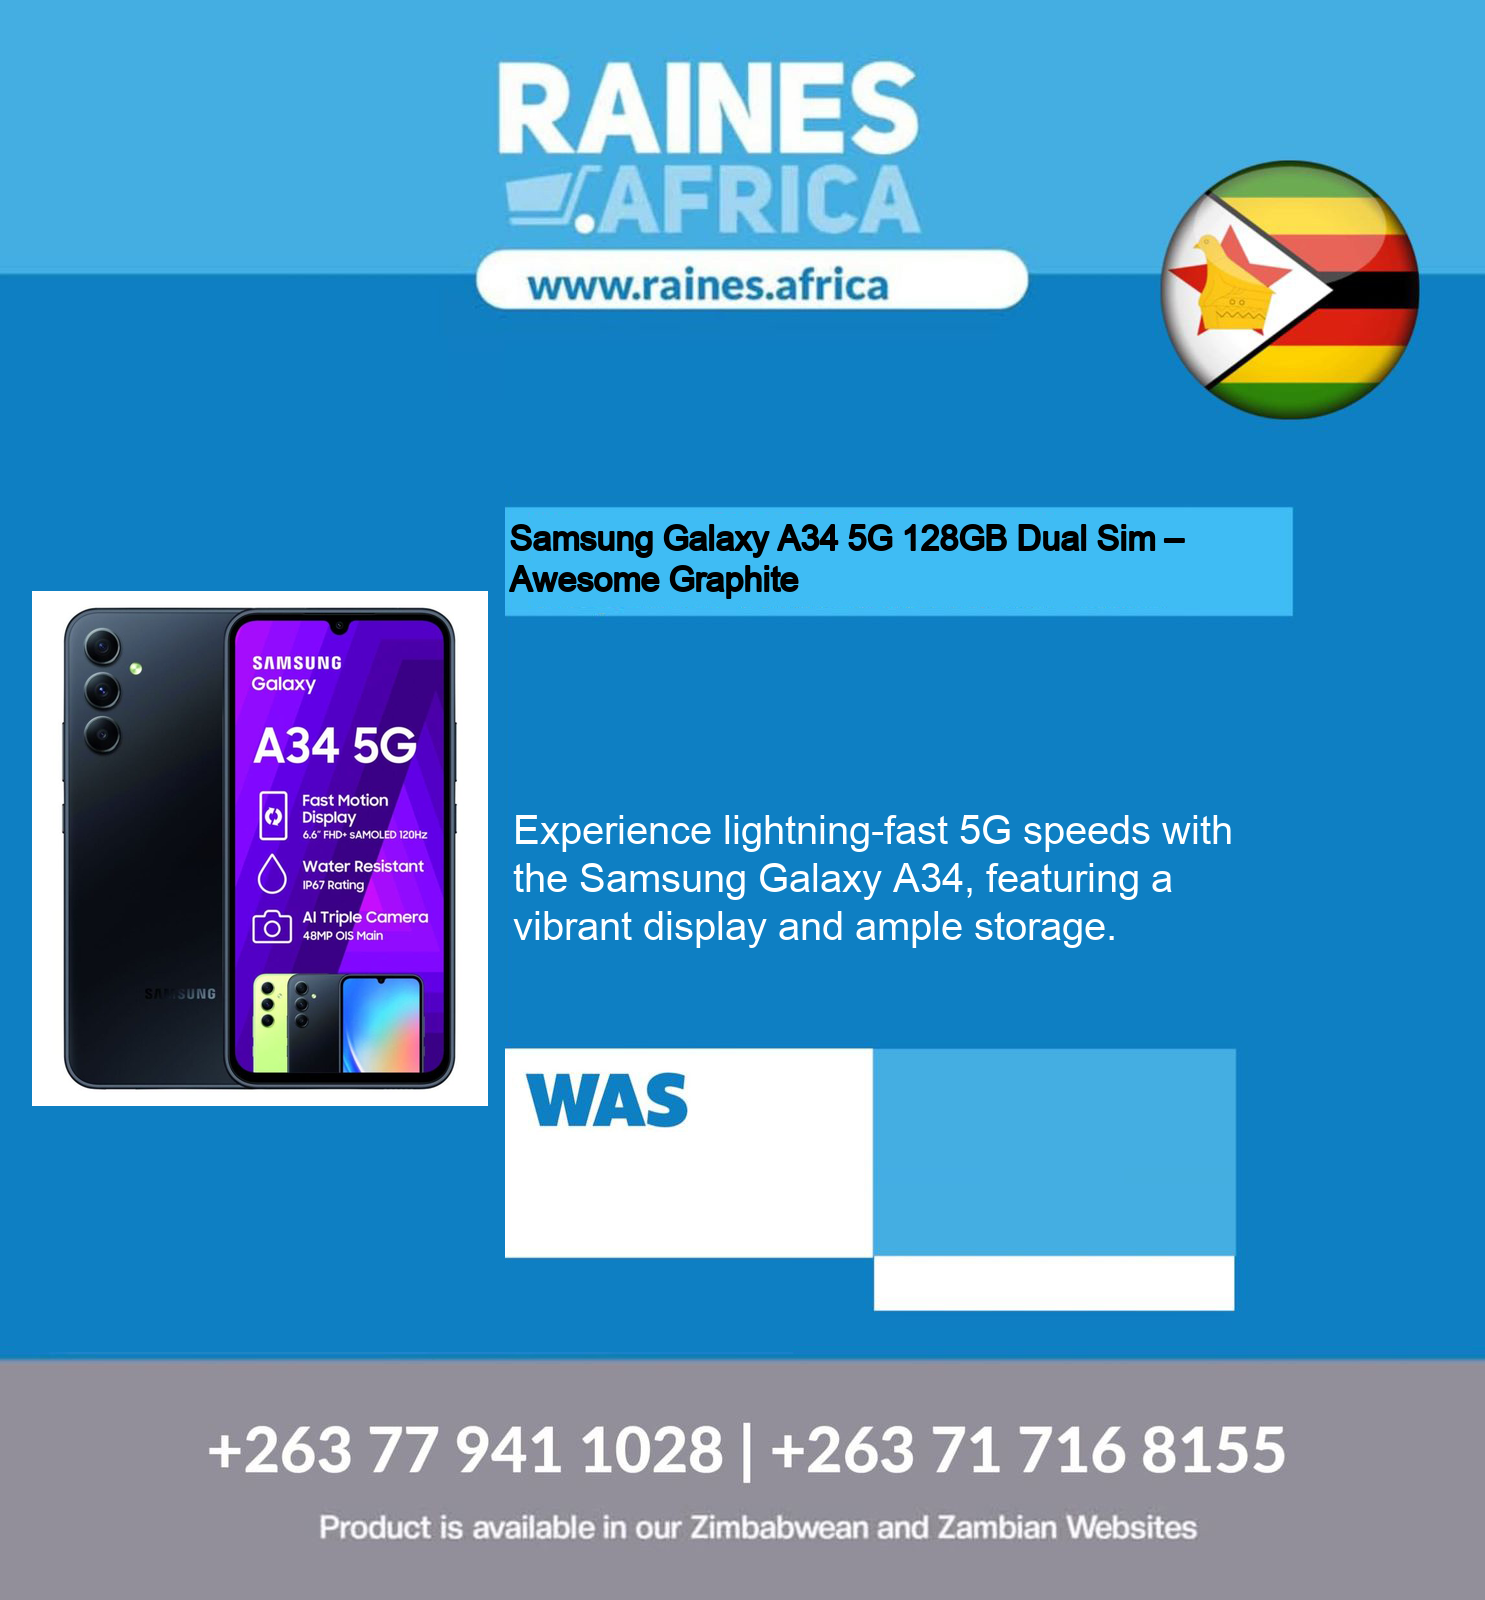 RAINES
.AFRICA
www.raines.africa
Samsung Galaxy A34 5G 128GB Dual Sim –
Awesome Graphite
SAMSUNG
Galaxy
A34 5G
Fast Motion
Display
6.6" FHD+ sAMOLED 120Hz
Water Resistant
IP67 Rating
AI Triple Camera
48MP OIS Main
SAMSUNG
Experience lightning-fast 5G speeds with
the Samsung Galaxy A34, featuring a
vibrant display and ample storage.
WAS
+263 77 941 1028 | +263 71 716 8155
Product is available in our Zimbabwean and Zambian Websites